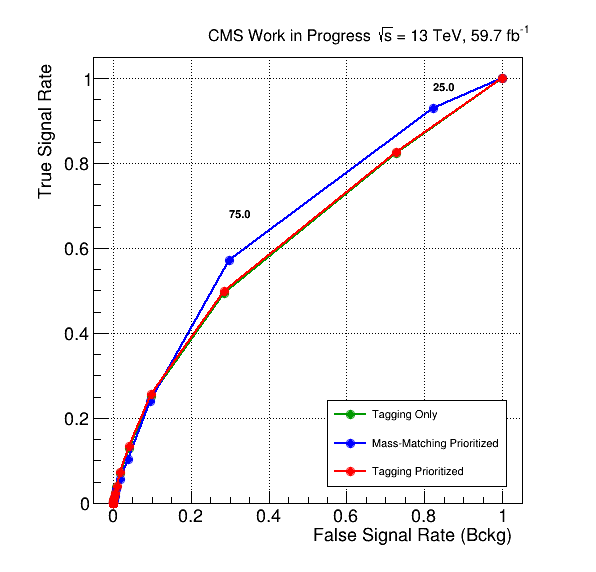 CMS Work in Progress √s = 13 TeV, 59.7 fb⁻¹
True Signal Rate
1
0.8
0.6
0.4
0.2
0
25.0
75.0
Tagging Only
Mass-Matching Prioritized
Tagging Prioritized
0 0.2 0.4 0.6 0.8 1
False Signal Rate (Bckg)